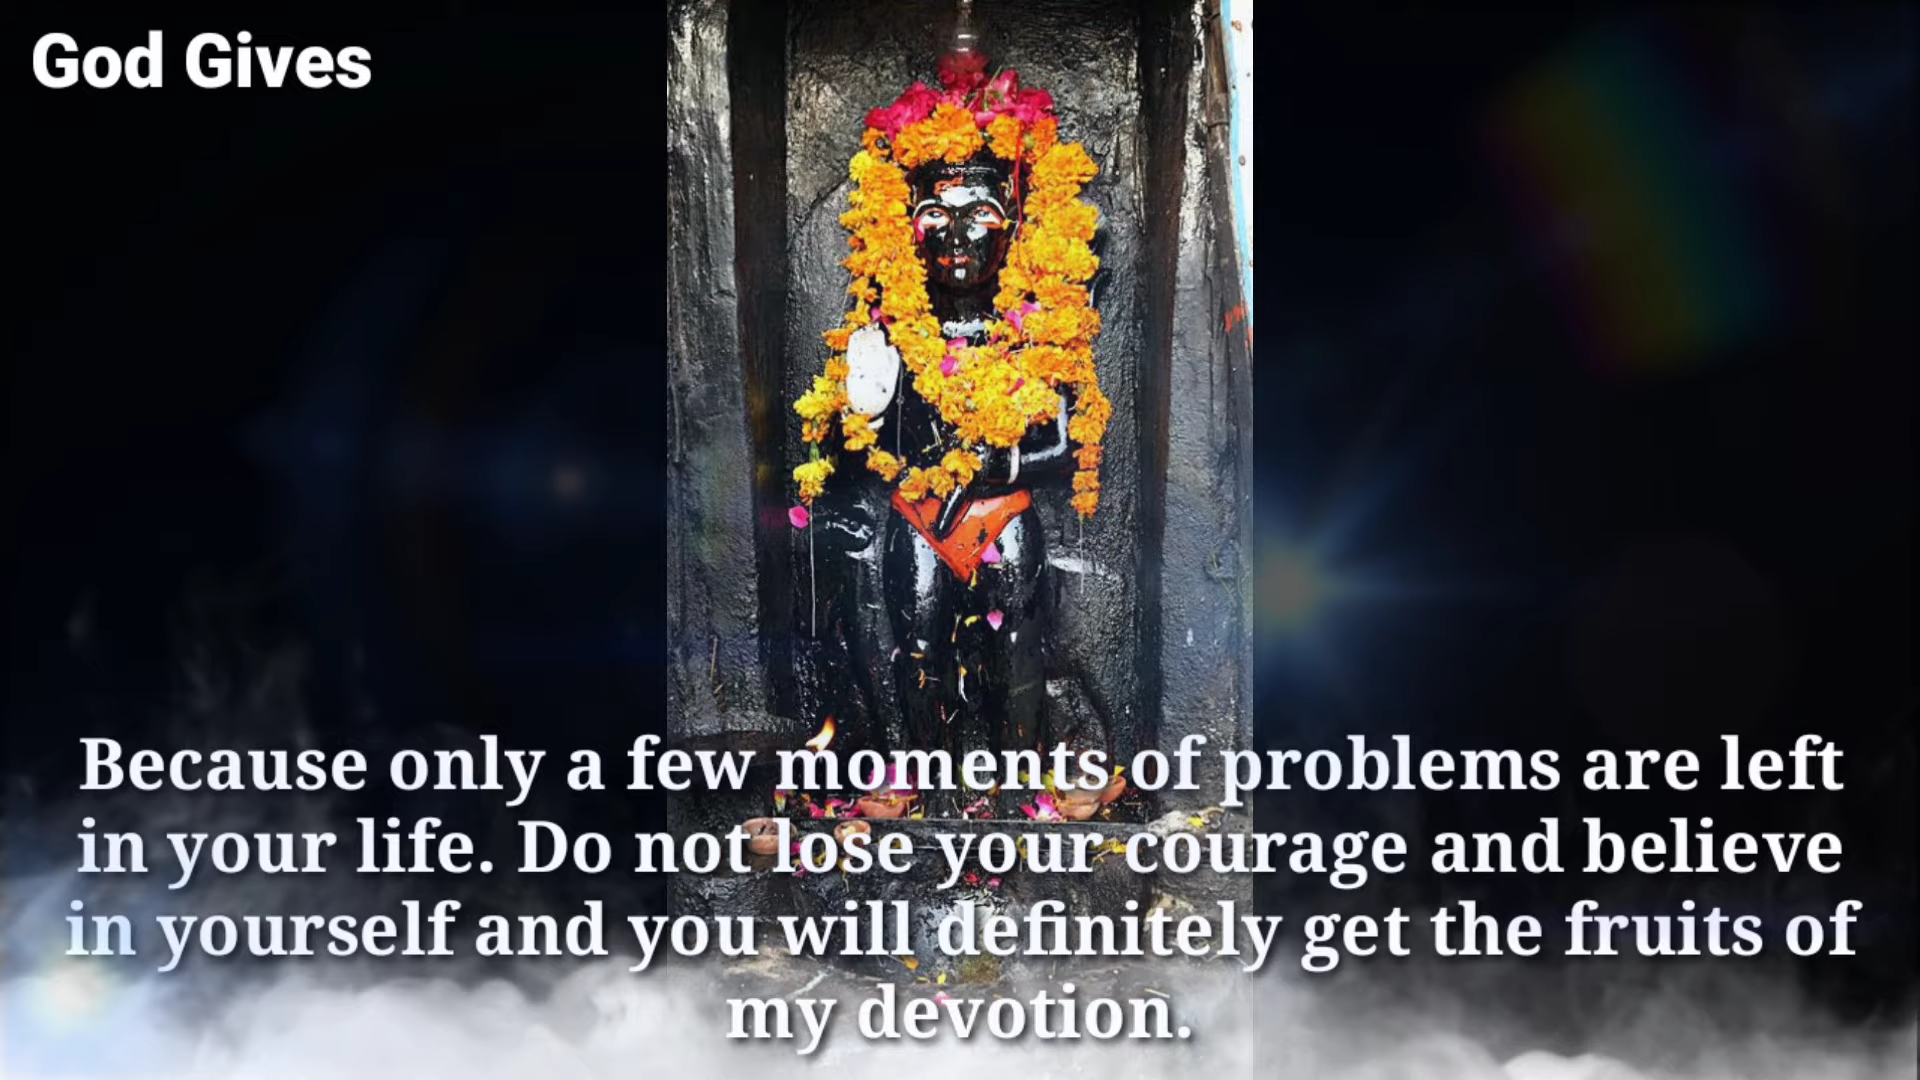 God Gives
Because only a few moments of problems are left
in your life. Do not lose your courage and believe
in yourself and you will definitely get the fruits of
my devotion.